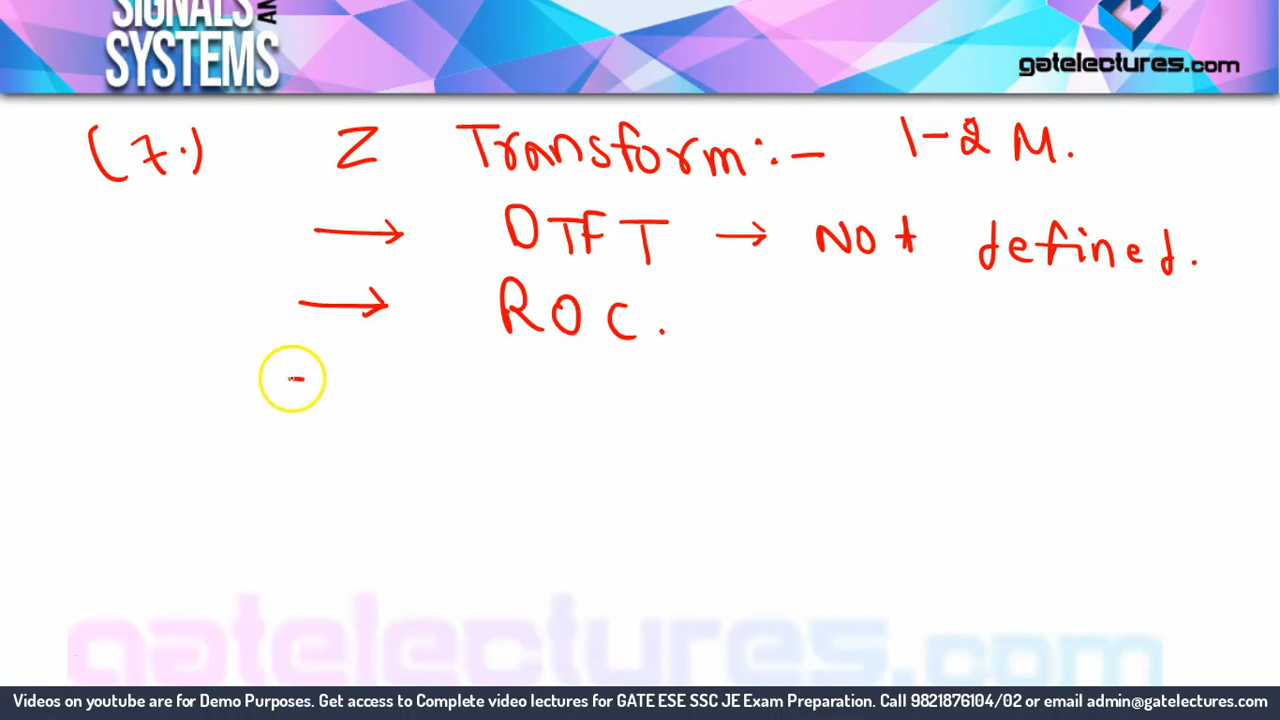 SIGNALS AND
SYSTEMS
gatelectures.com
(7.) Z Transform:- 1-2 M.
→ DTFT → Not defined.
→ ROC.
-
gatelectures.com
Videos on youtube are for Demo Purposes. Get access to Complete video lectures for GATE ESE SSC JE Exam Preparation. Call 9821876104/02 or email admin@gatelectures.com